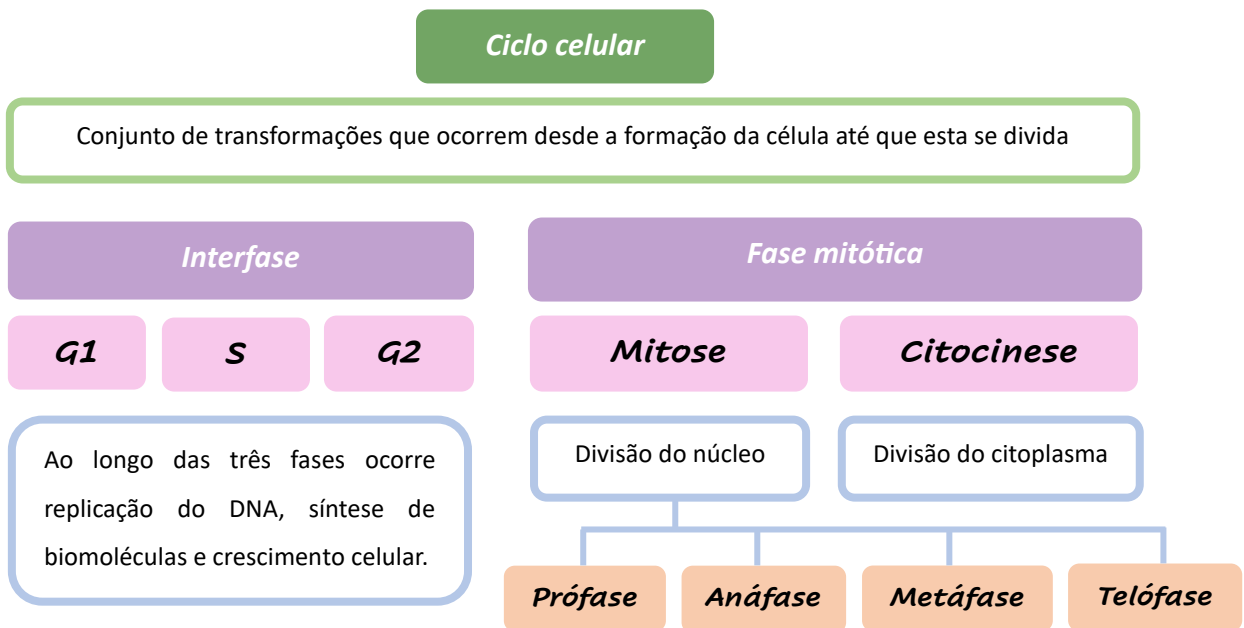 Ciclo celular
Conjunto de transformações que ocorrem desde a formação da célula até que esta se divida
Interfase
Fase mitótica
G1
S
G2
Mitose
Citocinese
Ao longo das três fases ocorre
replicação do DNA, síntese de
biomoléculas e crescimento celular.
Divisão do núcleo
Divisão do citoplasma
Prófase
Anáfase
Metáfase
Telófase